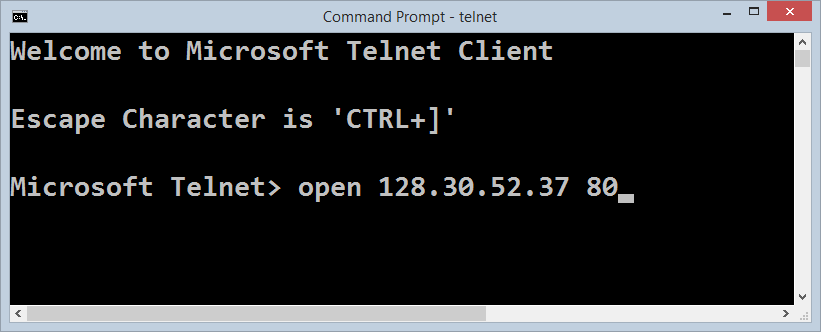 Command Prompt - telnet
Welcome to Microsoft Telnet Client
Escape Character is 'CTRL+]'
Microsoft Telnet> open 128.30.52.37 80_